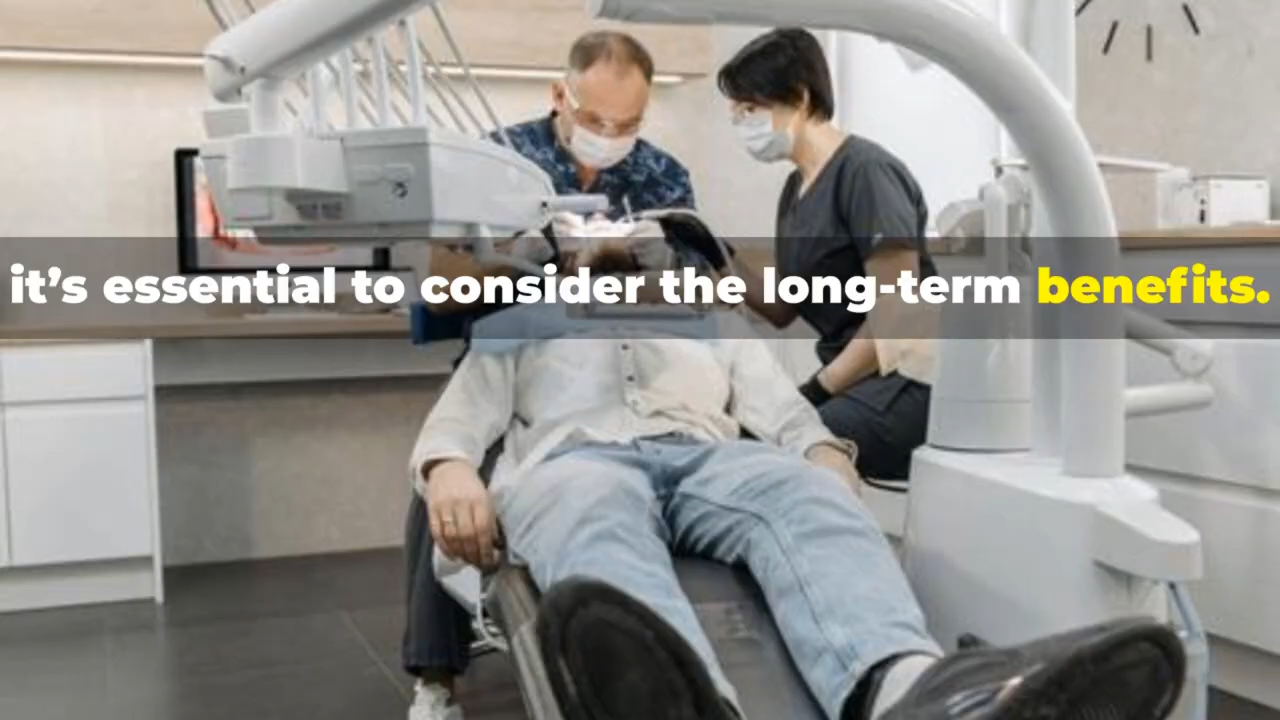 it’s essential to consider the long-term benefits.